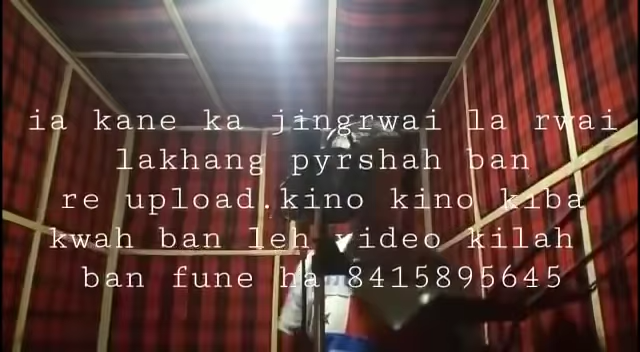 ia kane ka jingrwai la rwai
lakhang pyrshah ban
re upload.kino kino kiba
kwah ban leh video kilah
ban fune ha 8415895645